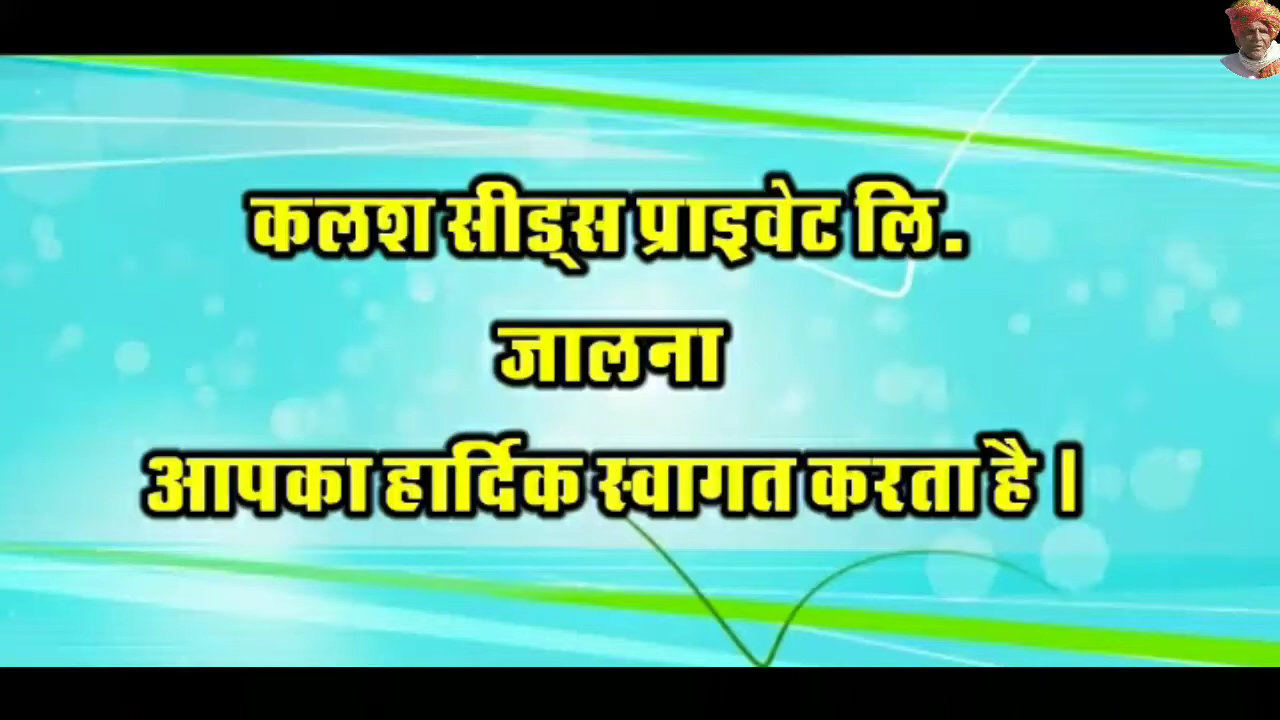 कलश सीड्स प्राइवेट लि.
जालना
आपका हार्दिक स्वागत करता है ।